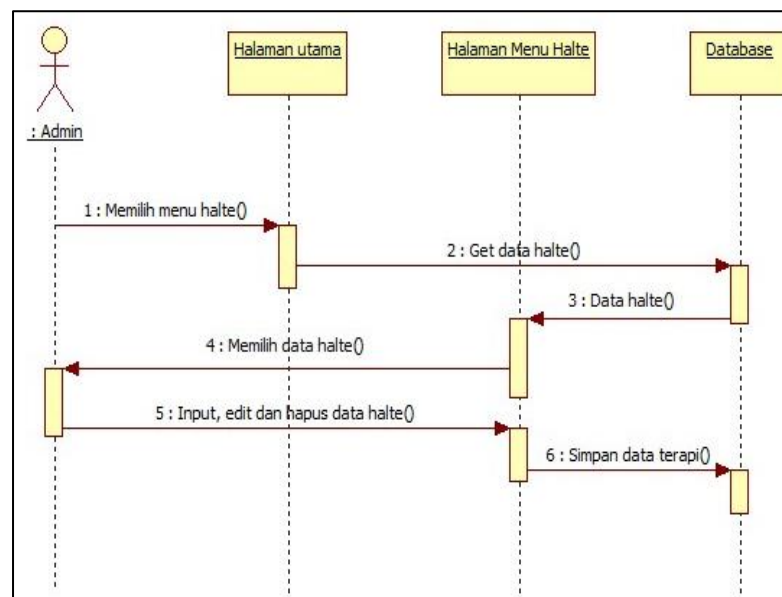 Halaman utama
Halaman Menu Halte
Database
: Admin
1 : Memilih menu halte()
2 : Get data halte()
3 : Data halte()
4 : Memilih data halte()
5 : Input, edit dan hapus data halte()
6 : Simpan data terapi()